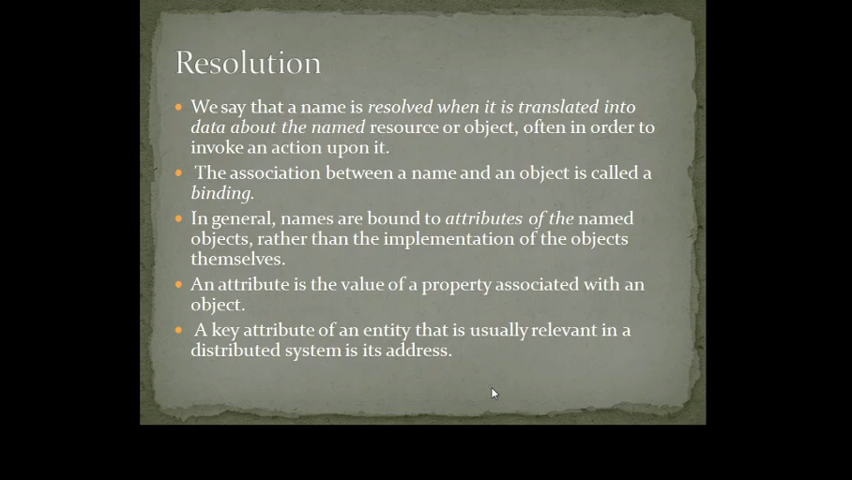 Resolution
• We say that a name is resolved when it is translated into
data about the named resource or object, often in order to
invoke an action upon it.
• The association between a name and an object is called a
binding.
• In general, names are bound to attributes of the named
objects, rather than the implementation of the objects
themselves.
• An attribute is the value of a property associated with an
object.
• A key attribute of an entity that is usually relevant in a
distributed system is its address.